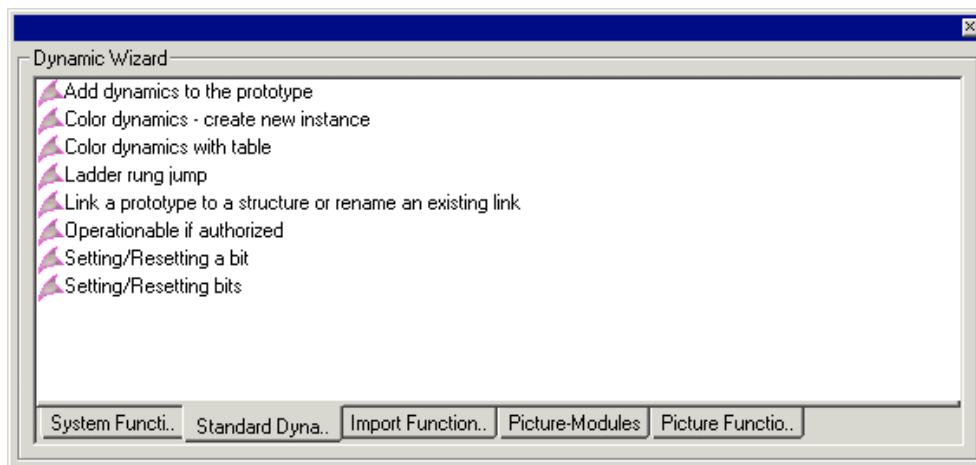 Dynamic Wizard
Add dynamics to the prototype
Color dynamics - create new instance
Color dynamics with table
Ladder rung jump
Link a prototype to a structure or rename an existing link
Operationable if authorized
Setting/Resetting a bit
Setting/Resetting bits
System Functi.. Standard Dyna.. Import Function.. Picture-Modules Picture Functio..